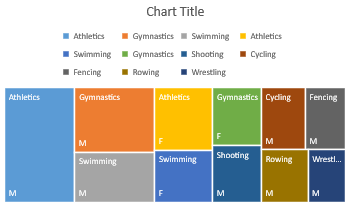 Chart Title
Athletics Gymnastics Swimming Athletics
Swimming Gymnastics Shooting Cycling
Fencing Rowing Wrestling
Athletics Gymnastics Athletics Gymnastics Cycling Fencing
F
M F M M
Swimming Swimming Shooting Rowing Wrestl...
M M F M M M